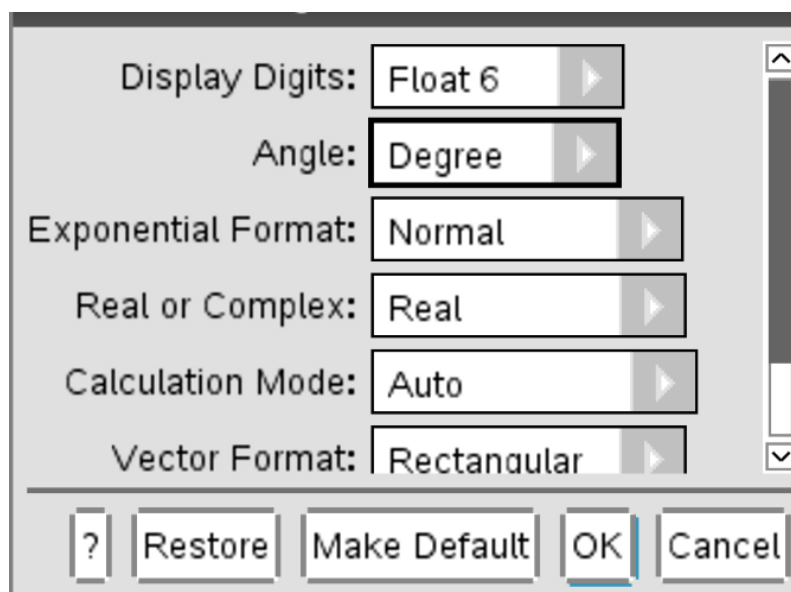 Display Digits: Float 6
Angle: Degree
Exponential Format: Normal
Real or Complex: Real
Calculation Mode: Auto
Vector Format: Rectangular
? Restore Make Default OK Cancel